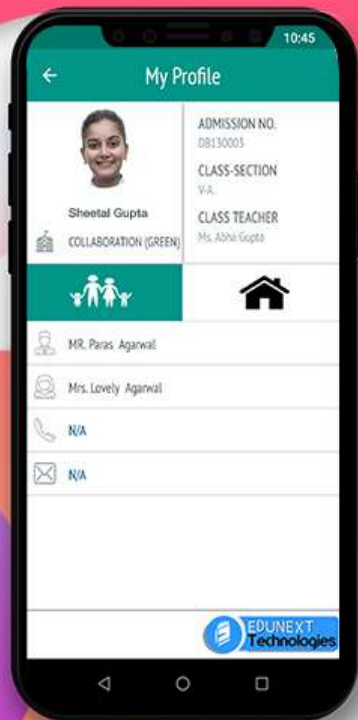 10:45
My Profile
Sheetal Gupta
COLLABORATION (GREEN)
ADMISSION NO.
DB130003
CLASS-SECTION
V-A
CLASS TEACHER
Ms. Abha Gupta
MR. Paras Agarwal
Mrs. Lovely Agarwal
N/A
N/A
EDUNEXT
Technologies